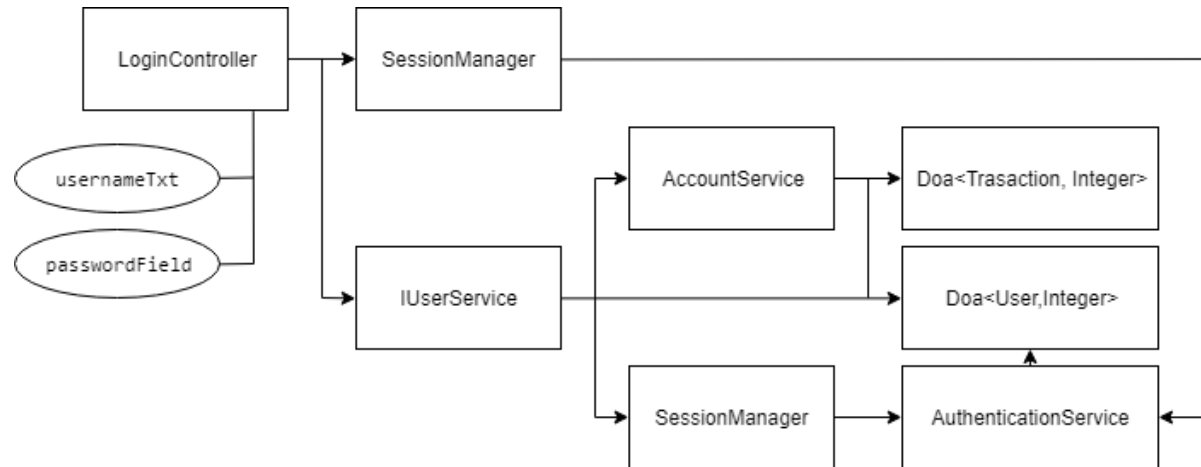 LoginController
SessionManager
usernameTxt
AccountService
Doa<Trasaction, Integer>
passwordField
IUserService
Doa<User,Integer>
SessionManager
AuthenticationService